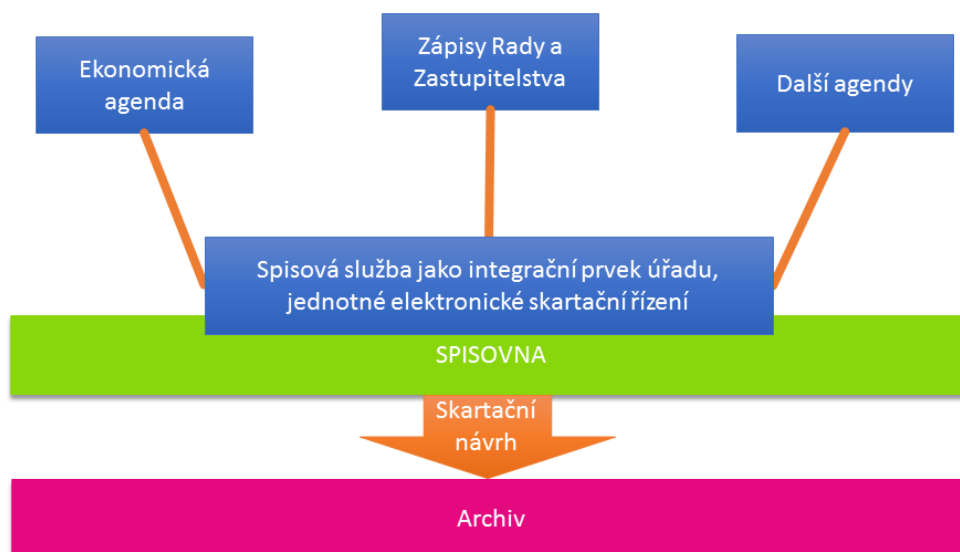 Ekonomická
agenda
Zápisy Rady a
Zastupitelstva
Další agendy
Spisová služba jako integrační prvek úřadu,
jednotné elektronické skartační řízení
SPISOVNA
Skartační
návrh
Archiv